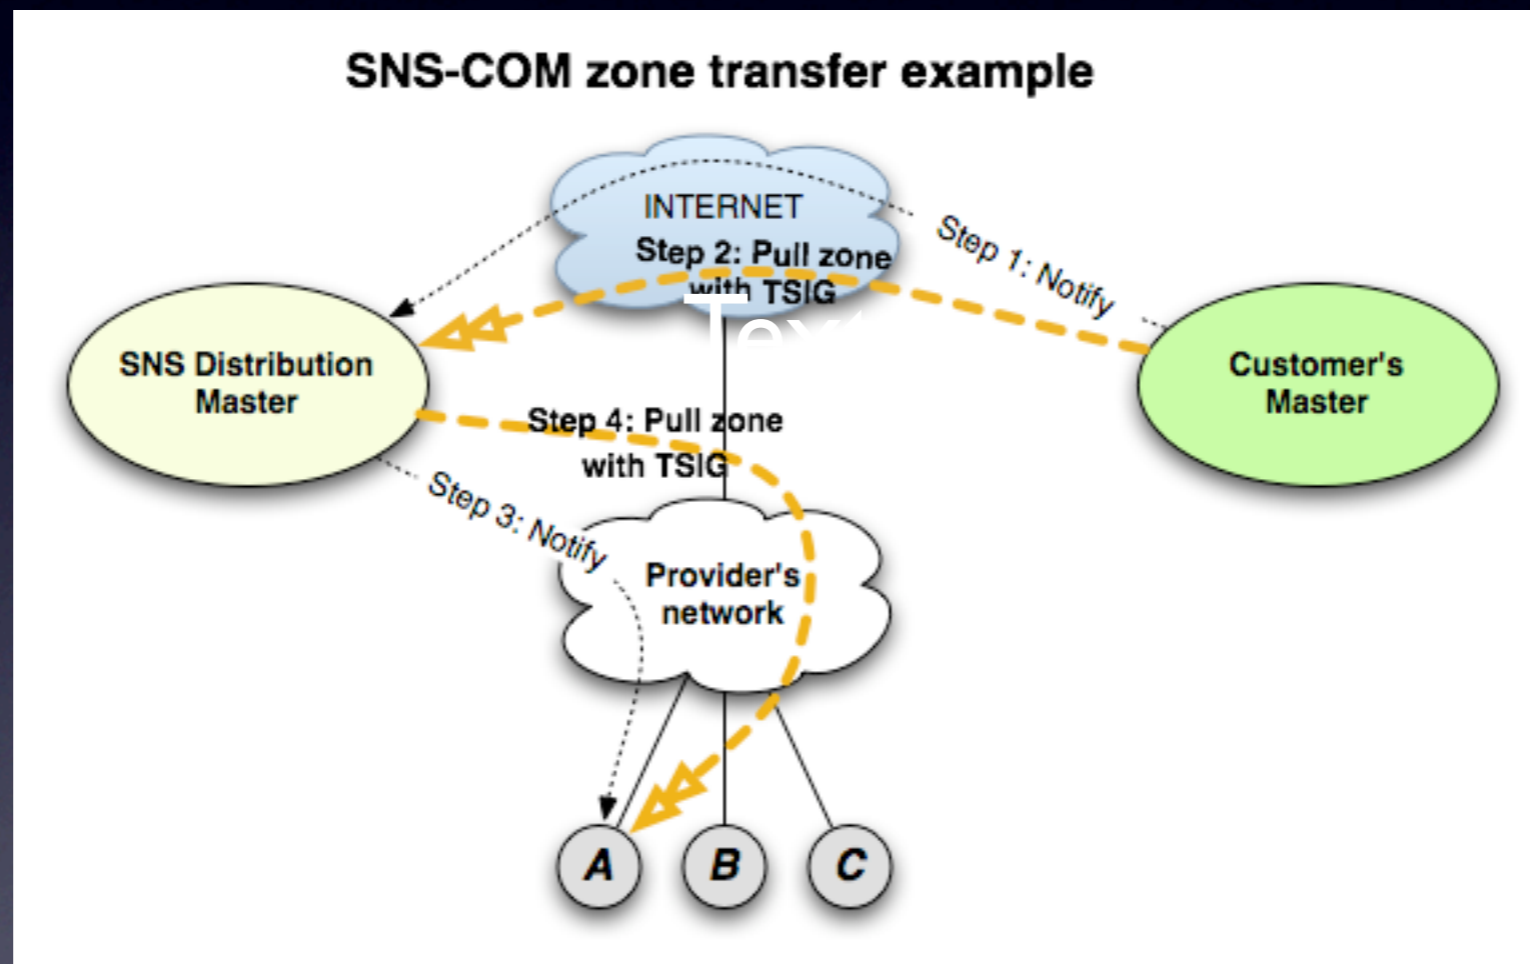 SNS-COM zone transfer example
INTERNET
Step 2: Pull zone
with TSIG
Step 1: Notify
Text
SNS Distribution
Master
Customer's
Master
Step 4: Pull zone
with TSIG
Step 3: Notify
Provider's
network
A
B
C